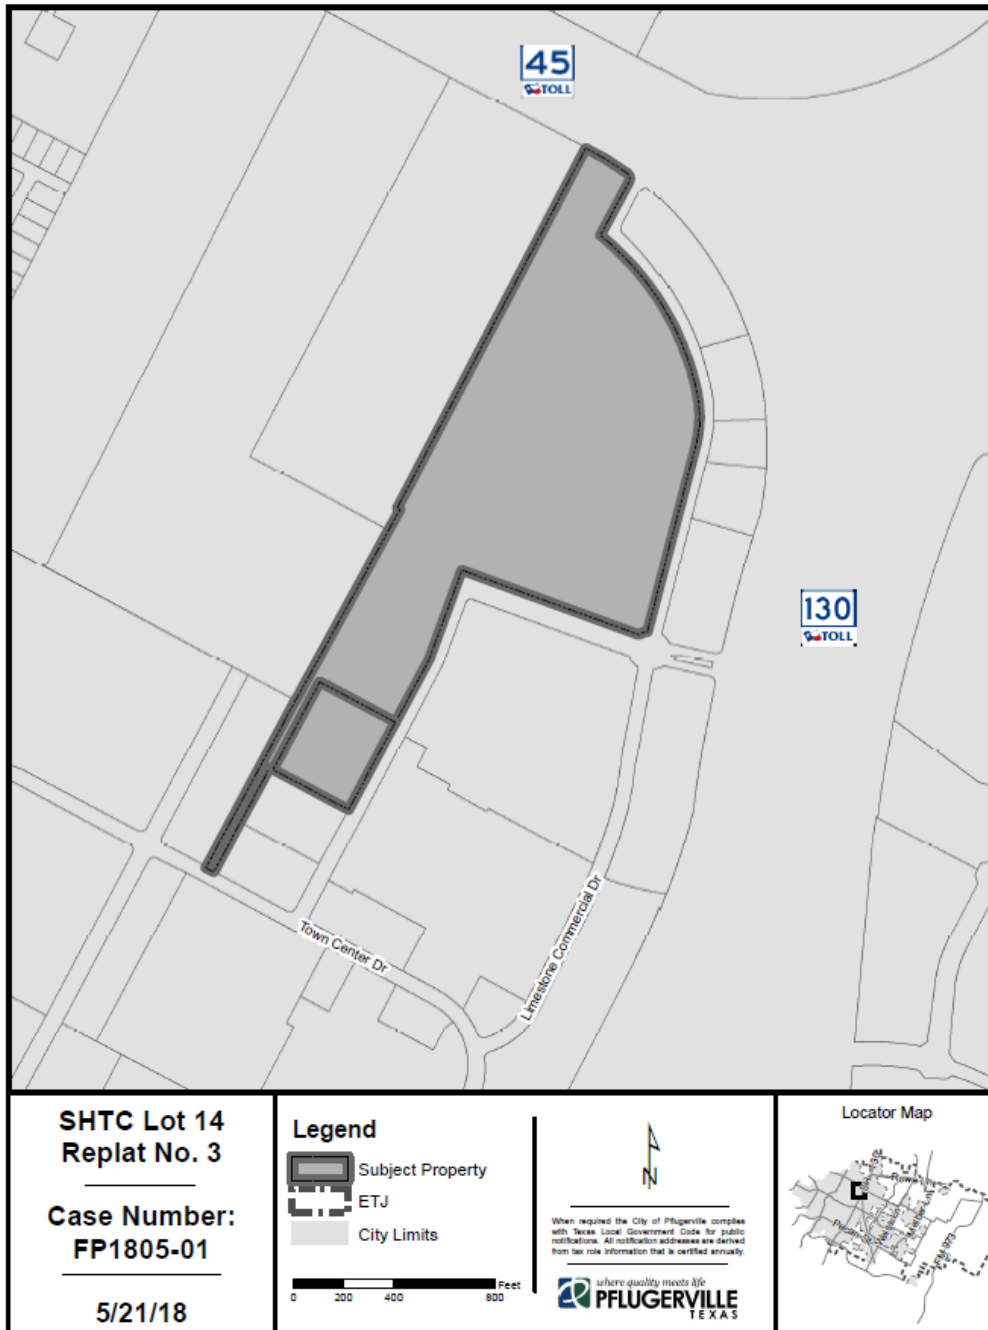 45
TOLL
130
TOLL
Limestone Commercial Dr
Town Center Dr
SHTC Lot 14
Replat No. 3
Case Number:
FP1805-01
5/21/18
Legend
Subject Property
ETJ
City Limits
Feet
0 200 400 800
N
When required the City of Pflugerville complies
with Texas Local Government Code for public
notifications. All notification addresses are derived
from tax role information that is certified annually.
where quality meets life
PFLUGERVILLE
TEXAS
Locator Map
FM 973